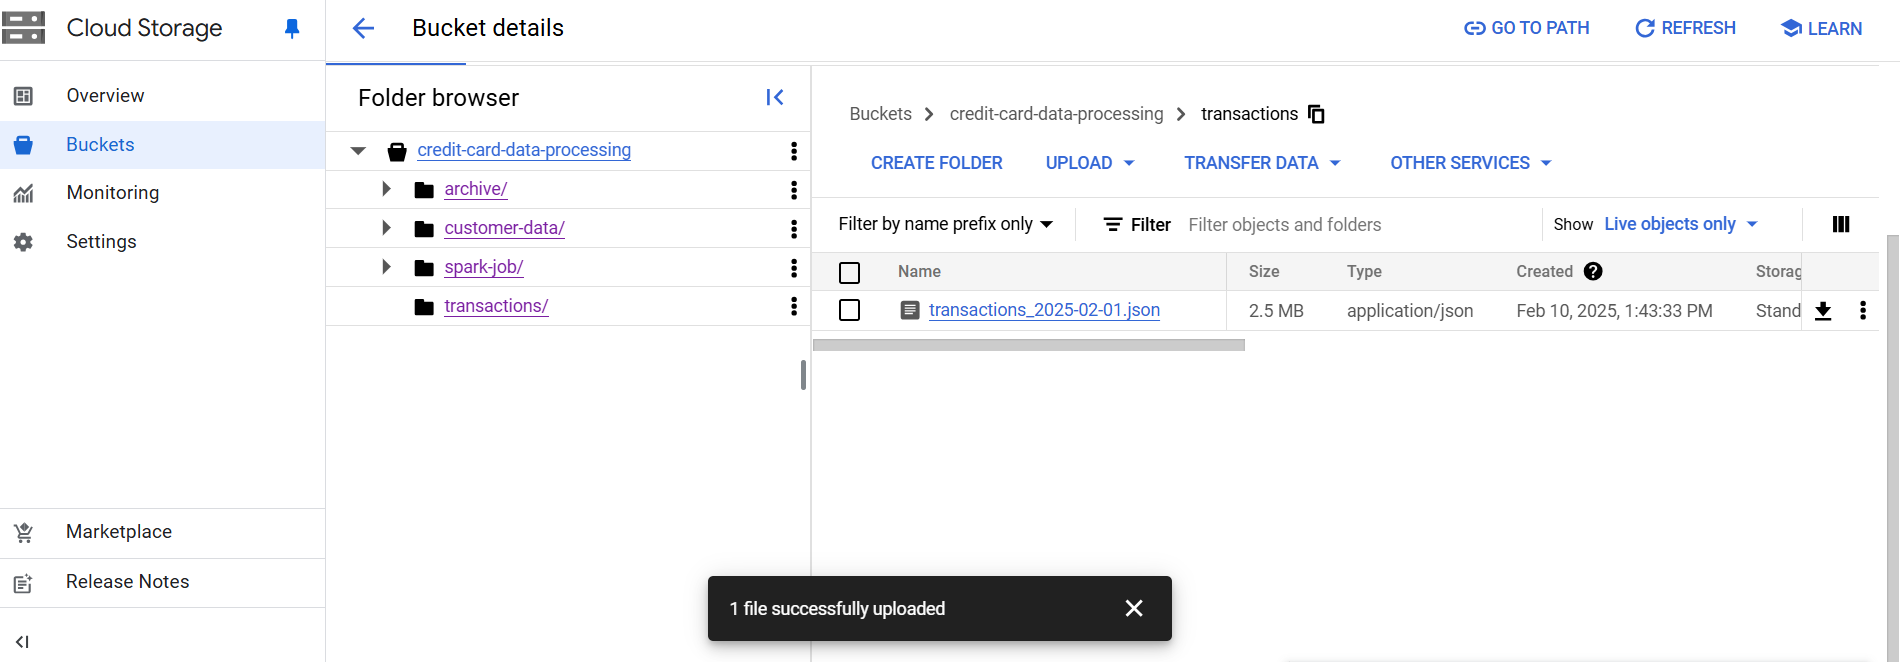 Cloud Storage
Overview
Buckets
Monitoring
Settings
Marketplace
Release Notes
Bucket details
GO TO PATH
REFRESH
LEARN
Folder browser
credit-card-data-processing
archive/
customer-data/
spark-job/
transactions/
Buckets > credit-card-data-processing > transactions
CREATE FOLDER UPLOAD TRANSFER DATA OTHER SERVICES
Filter by name prefix only Filter Filter objects and folders Show Live objects only
Name Size Type Created ? Storag
transactions_2025-02-01.json 2.5 MB application/json Feb 10, 2025, 1:43:33 PM Stand
1 file successfully uploaded